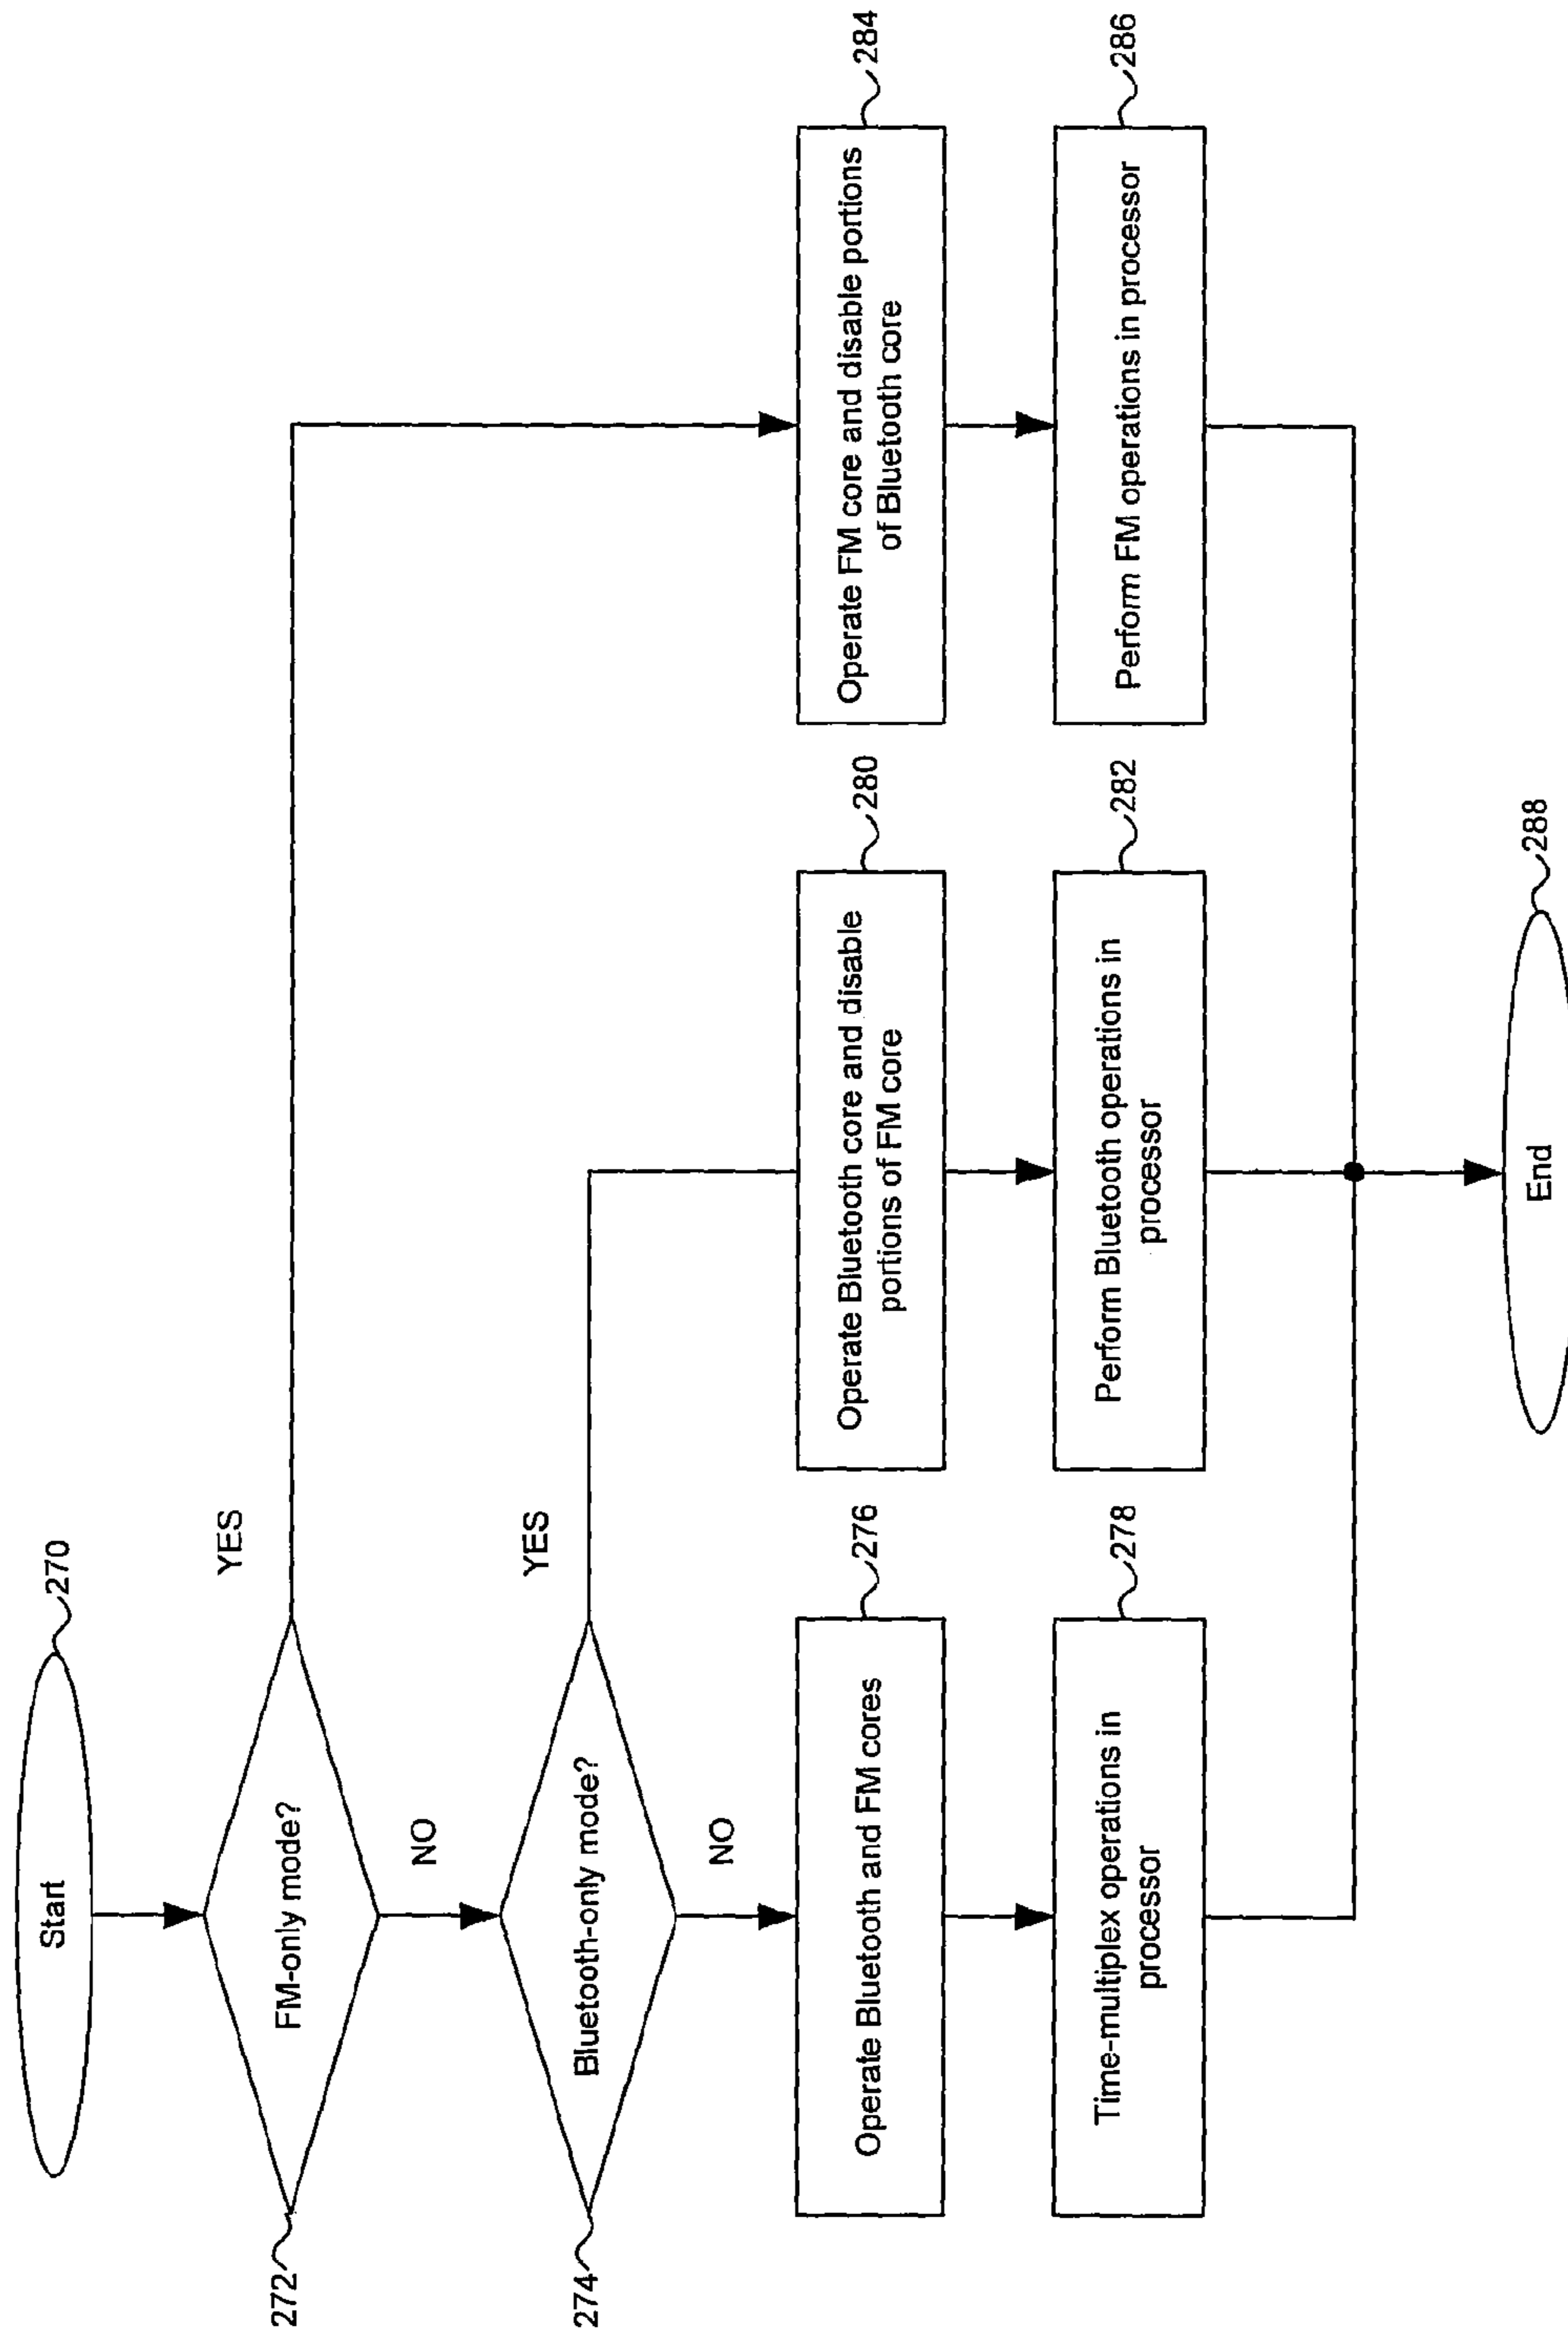 Start
270
FM-only mode?
272
YES
NO
Bluetooth-only mode?
274
YES
NO
Operate Bluetooth and FM cores
276
Operate Bluetooth core and disable
portions of FM core
280
Operate FM core and disable portions
of Bluetooth core
284
Time-multiplex operations in
processor
278
Perform Bluetooth operations in
processor
282
Perform FM operations in processor
286
End
288